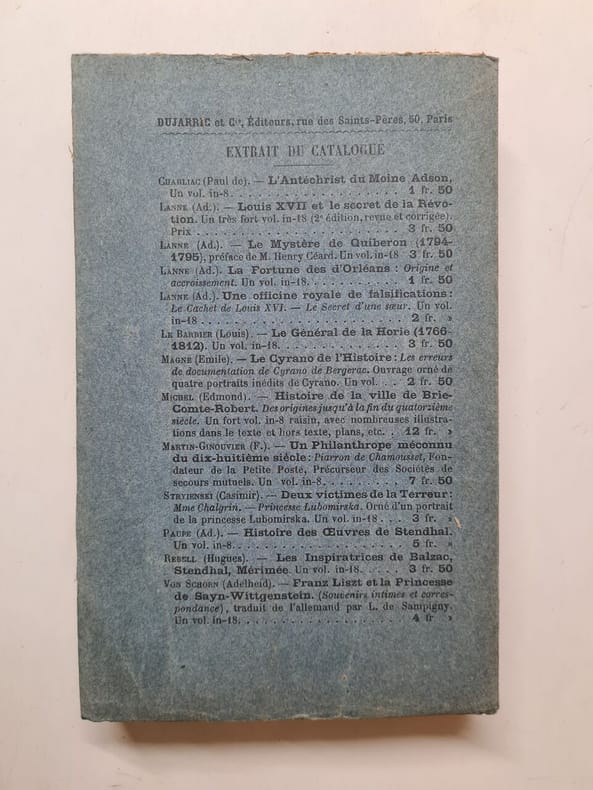 DUJARRIC et Cie, Éditeurs, rue des Saints-Pères, 50, Paris
EXTRAIT DU CATALOGUE
CHABLIAC (Paul de). — L'Antéchrist du Moine Adson,
Un vol. in-8. . . . . . . . . . . . . . . . . 1 fr. 50
LANNE (Ad.). — Louis XVII et le secret de la Révo-
tion. Un très fort vol. in-18 (2e édition, revue et corrigée).
Prix . . . . . . . . . . . . . . . . . . . . 3 fr. 50
LANNE (Ad.). — Le Mystère de Quiberon (1794-
1795), préface de M. Henry Céard. Un vol. in-18 3 fr. 50
LANNE (Ad.). La Fortune des d'Orléans : Origine et
accroissement. Un vol. in-18. . . . . . . . . . 1 fr. 50
LANNE (Ad.). Une officine royale de falsifications :
Le Cachet de Louis XVI. — Le Secret d'une sœur. Un vol.
in-18 . . . . . . . . . . . . . . . . . . . . 2 fr. »
LE BARBIER (Louis). — Le Général de la Horie (1766-
1812). Un vol. in-18. . . . . . . . . . . . . 3 fr. 50
MAGNE (Emile). — Le Cyrano de l'Histoire : Les erreurs
de documentation de Cyrano de Bergerac. Ouvrage orné de
quatre portraits inédits de Cyrano. Un vol. . . 2 fr. 50
MICHEL (Edmond). — Histoire de la ville de Brie-
Comte-Robert. Des origines jusqu'à la fin du quatorzième
siècle. Un fort vol. in-8 raisin, avec nombreuses illustra-
tions dans le texte et hors texte, plans, etc. . 12 fr. »
MARTIN-GINOUVIER (F.). — Un Philanthrope méconnu
du dix-huitième siècle : Piarron de Chamousset, Fon-
dateur de la Petite Poste, Précurseur des Sociétés de
secours mutuels. Un vol. in-8. . . . . . . . . 7 fr. 50
STRYIENSKI (Casimir). — Deux victimes de la Terreur :
Mme Chalgrin. — Princesse Lubomirska. Orné d'un portrait
de la princesse Lubomirska. Un vol. in-18 . . . 3 fr. »
PAUPE (Ad.). — Histoire des Œuvres de Stendhal.
Un vol. in-8. . . . . . . . . . . . . . . . . 5 fr. »
REBELL (Hugues). — Les Inspiratrices de Balzac,
Stendhal, Mérimée. Un vol. in-18. . . . . . 3 fr. 50
VON SCHORN (Adelheid). — Franz Liszt et la Princesse
de Sayn-Wittgenstein. (Souvenirs intimes et corres-
pondance), traduit de l'allemand par L. de Sampigny.
Un vol. in-18. . . . . . . . . . . . . . . . . 4 fr »